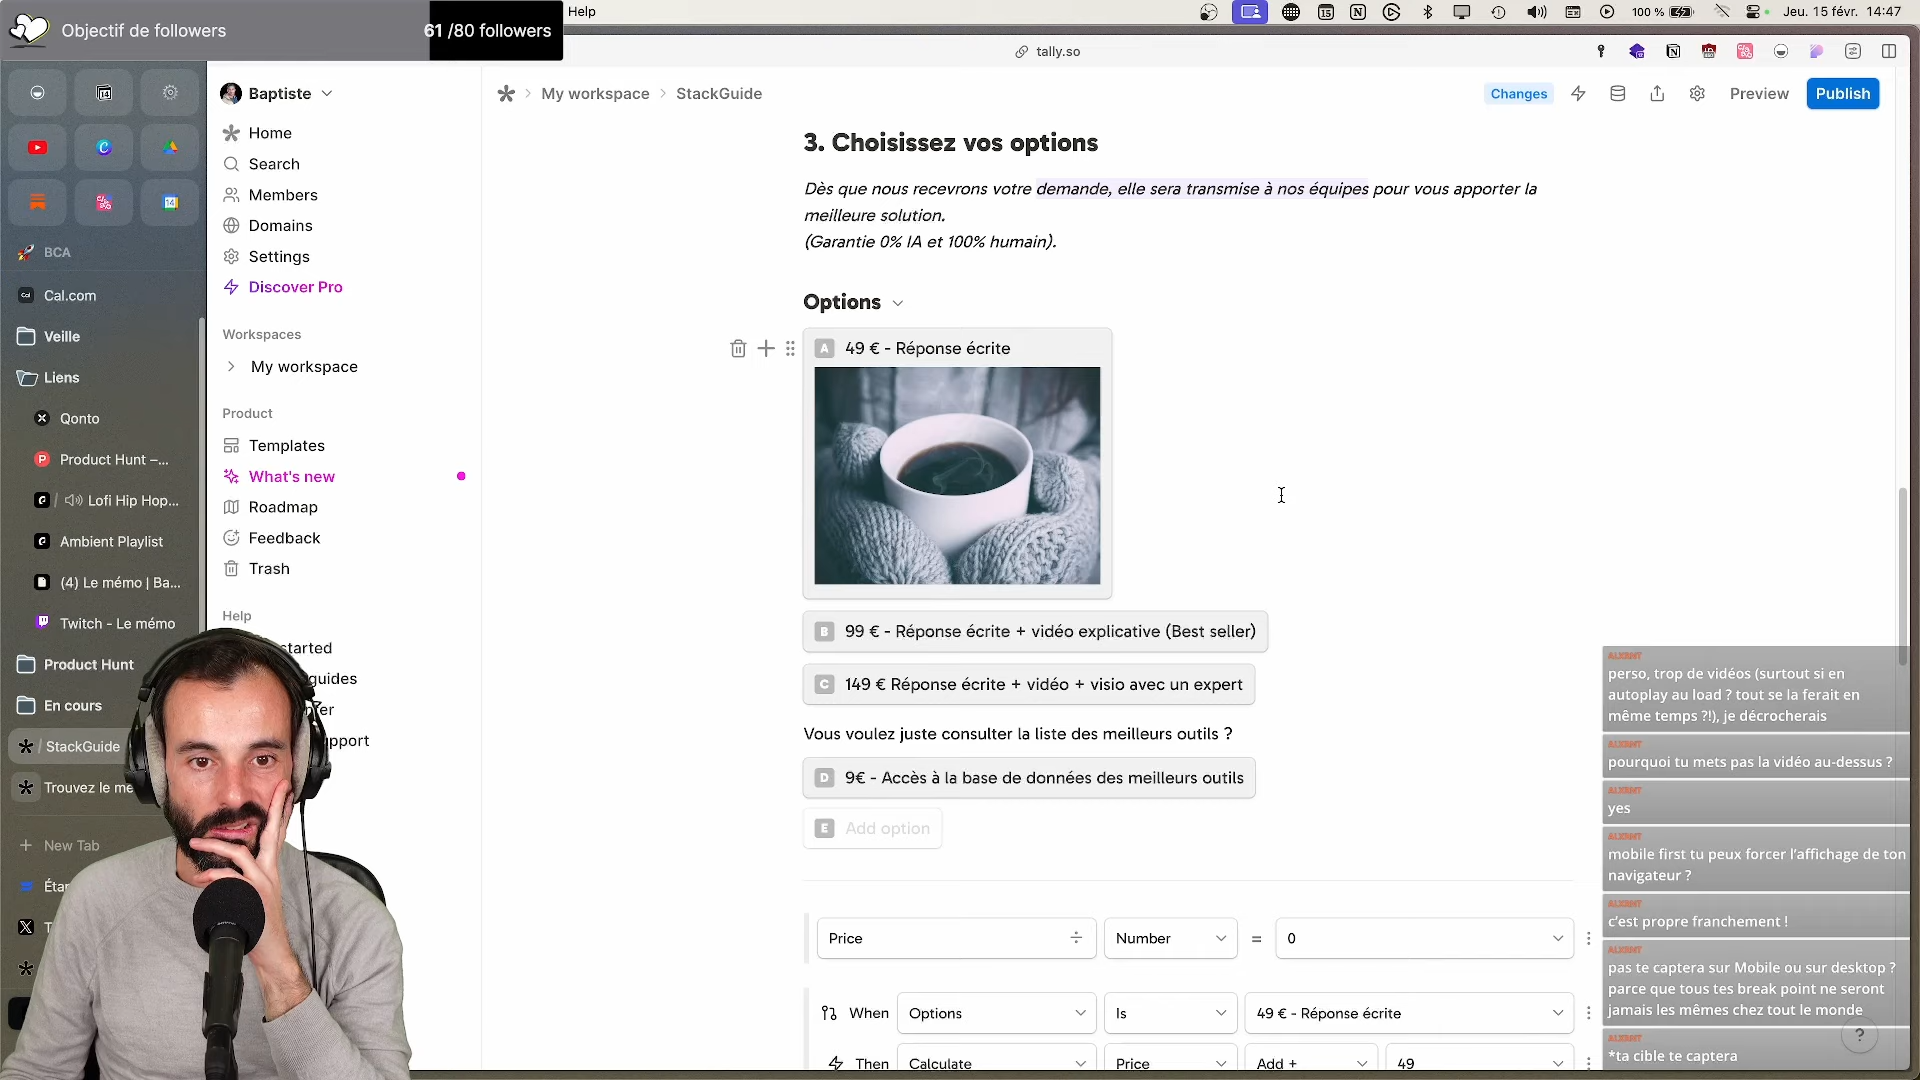 Objectif de followers
61 /80 followers
Help
14
100 %
Jeu. 15 févr. 14:47
tally.so
Baptiste
My workspace
StackGuide
Changes
Preview
Publish
Home
Search
Members
Domains
Settings
Discover Pro
Workspaces
My workspace
Product
Templates
What's new
Roadmap
Feedback
Trash
Help
started
guides
pport
BCA
Cal.com
Veille
Liens
Qonto
Product Hunt –...
Lofi Hip Hop...
Ambient Playlist
(4) Le mémo | Ba...
Twitch - Le mémo
Product Hunt
En cours
/ StackGuide
Trouvez le me
New Tab
Étap
3. Choisissez vos options
Dès que nous recevrons votre demande, elle sera transmise à nos équipes pour vous apporter la
meilleure solution.
(Garantie 0% IA et 100% humain).
Options
A 49 € - Réponse écrite
B 99 € - Réponse écrite + vidéo explicative (Best seller)
C 149 € Réponse écrite + vidéo + visio avec un expert
Vous voulez juste consulter la liste des meilleurs outils ?
D 9€ - Accès à la base de données des meilleurs outils
E Add option
Price Number = 0
When Options Is 49 € - Réponse écrite
Then Calculate Price Add + 49
ALXRNT
perso, trop de vidéos (surtout si en
autoplay au load ? tout se la ferait en
même temps ?!), je décrocherais
ALXRNT
pourquoi tu mets pas la vidéo au-dessus ?
ALXRNT
yes
ALXRNT
mobile first tu peux forcer l'affichage de ton
navigateur ?
ALXRNT
c'est propre franchement !
ALXRNT
pas te captera sur Mobile ou sur desktop ?
parce que tous tes break point ne seront
jamais les mêmes chez tout le monde
ALXRNT
*ta cible te captera
?